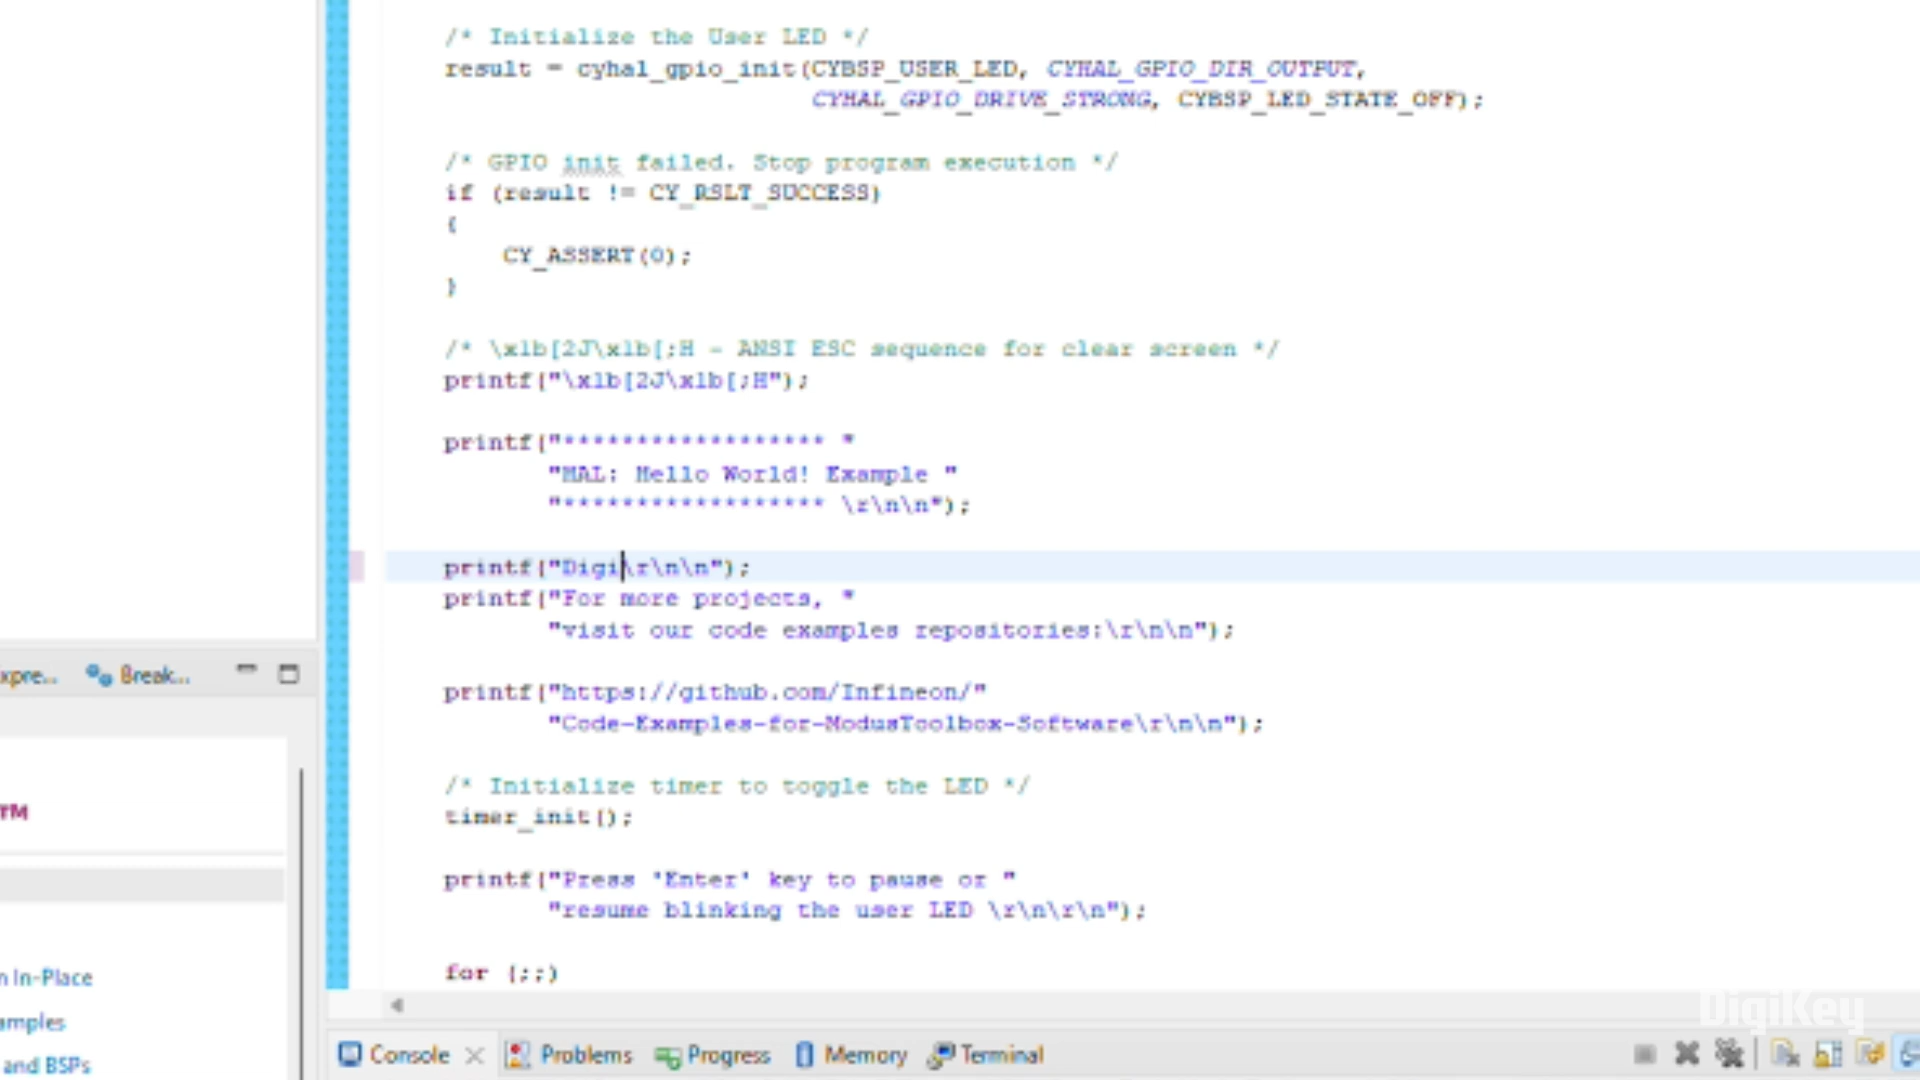 /* Initialize the User LED */
result = cyhal_gpio_init(CYBSP_USER_LED, CYHAL_GPIO_DIR_OUTPUT,
CYHAL_GPIO_DRIVE_STRONG, CYBSP_LED_STATE_OFF);
/* GPIO init failed. Stop program execution */
if (result != CY_RSLT_SUCCESS)
{
CY_ASSERT(0);
}
/* \x1b[2J\x1b[;H - ANSI ESC sequence for clear screen */
printf("\x1b[2J\x1b[;H");
printf("****************** "
"HAL: Hello World! Example "
"****************** \r\n\n");
printf("Digi\r\n\n");
printf("For more projects, "
"visit our code examples repositories:\r\n\n");
printf("https://github.com/Infineon/"
"Code-Examples-for-ModusToolbox-Software\r\n\n");
/* Initialize timer to toggle the LED */
timer_init();
printf("Press 'Enter' key to pause or "
"resume blinking the user LED \r\n\r\n");
for (;;)
xpre... Break...
TM
n In-Place
amples
and BSPs
Console Problems Progress Memory Terminal
DigiKey